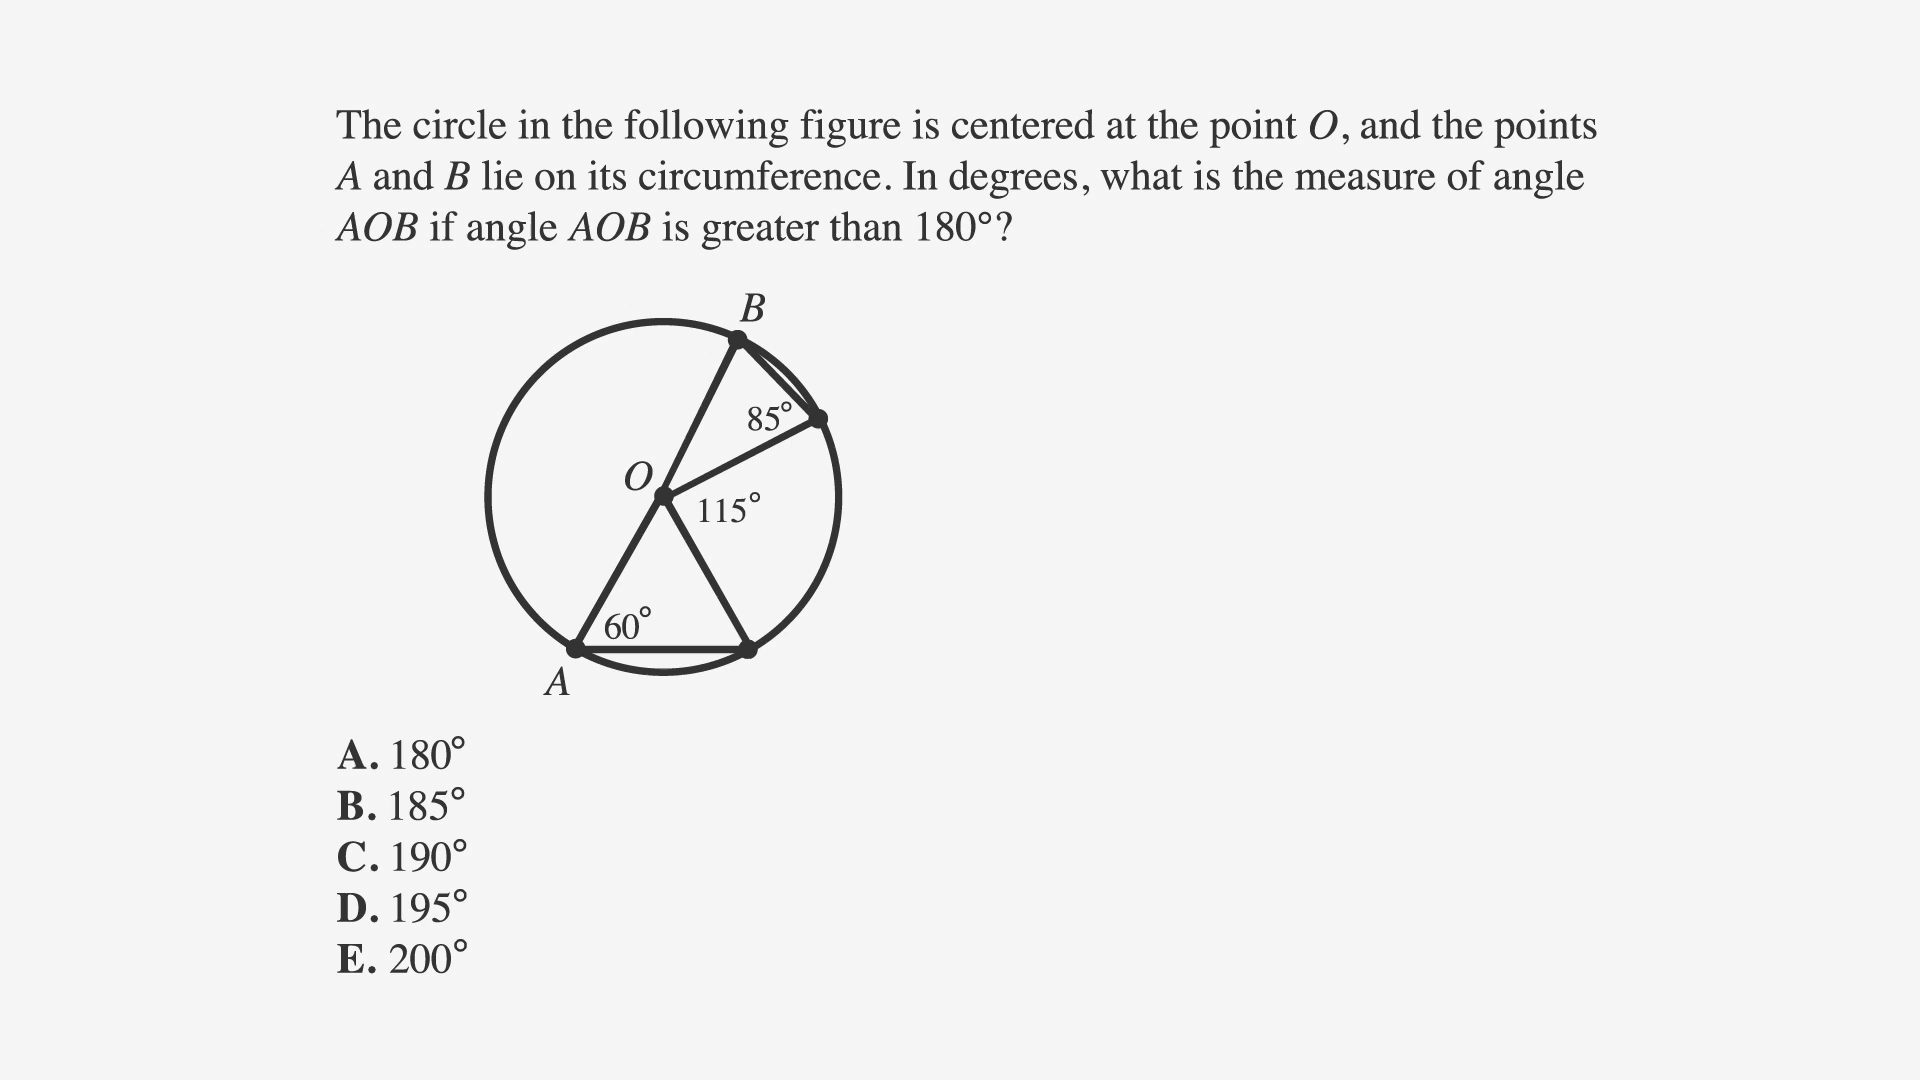 The circle in the following figure is centered at the point O, and the points
A and B lie on its circumference. In degrees, what is the measure of angle
AOB if angle AOB is greater than 180°?
B
85°
O
115°
60°
A
A. 180°
B. 185°
C. 190°
D. 195°
E. 200°